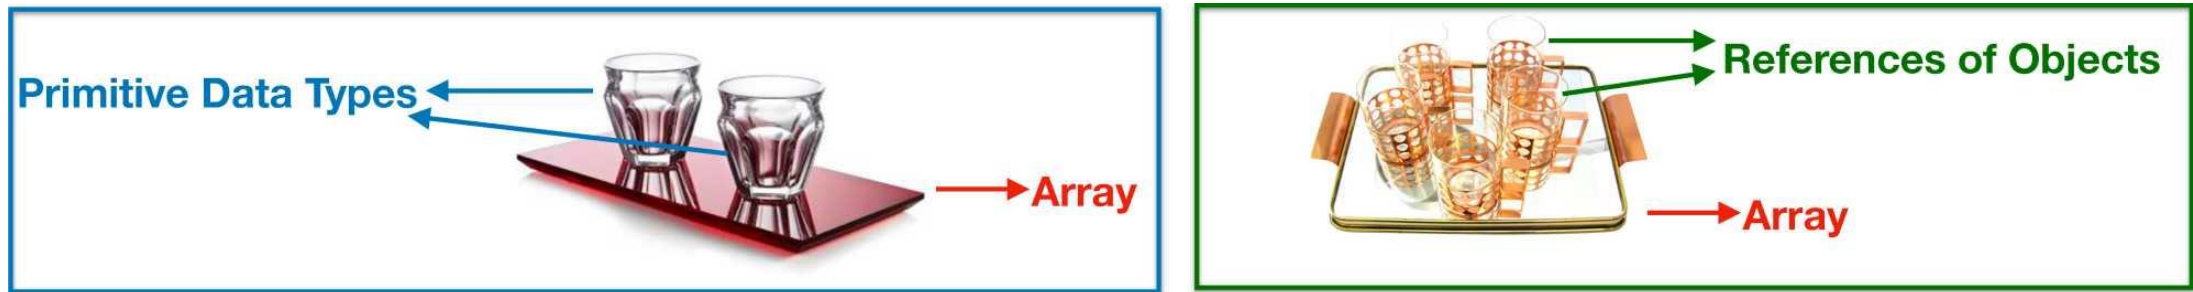 Primitive Data Types
Array
References of Objects
Array